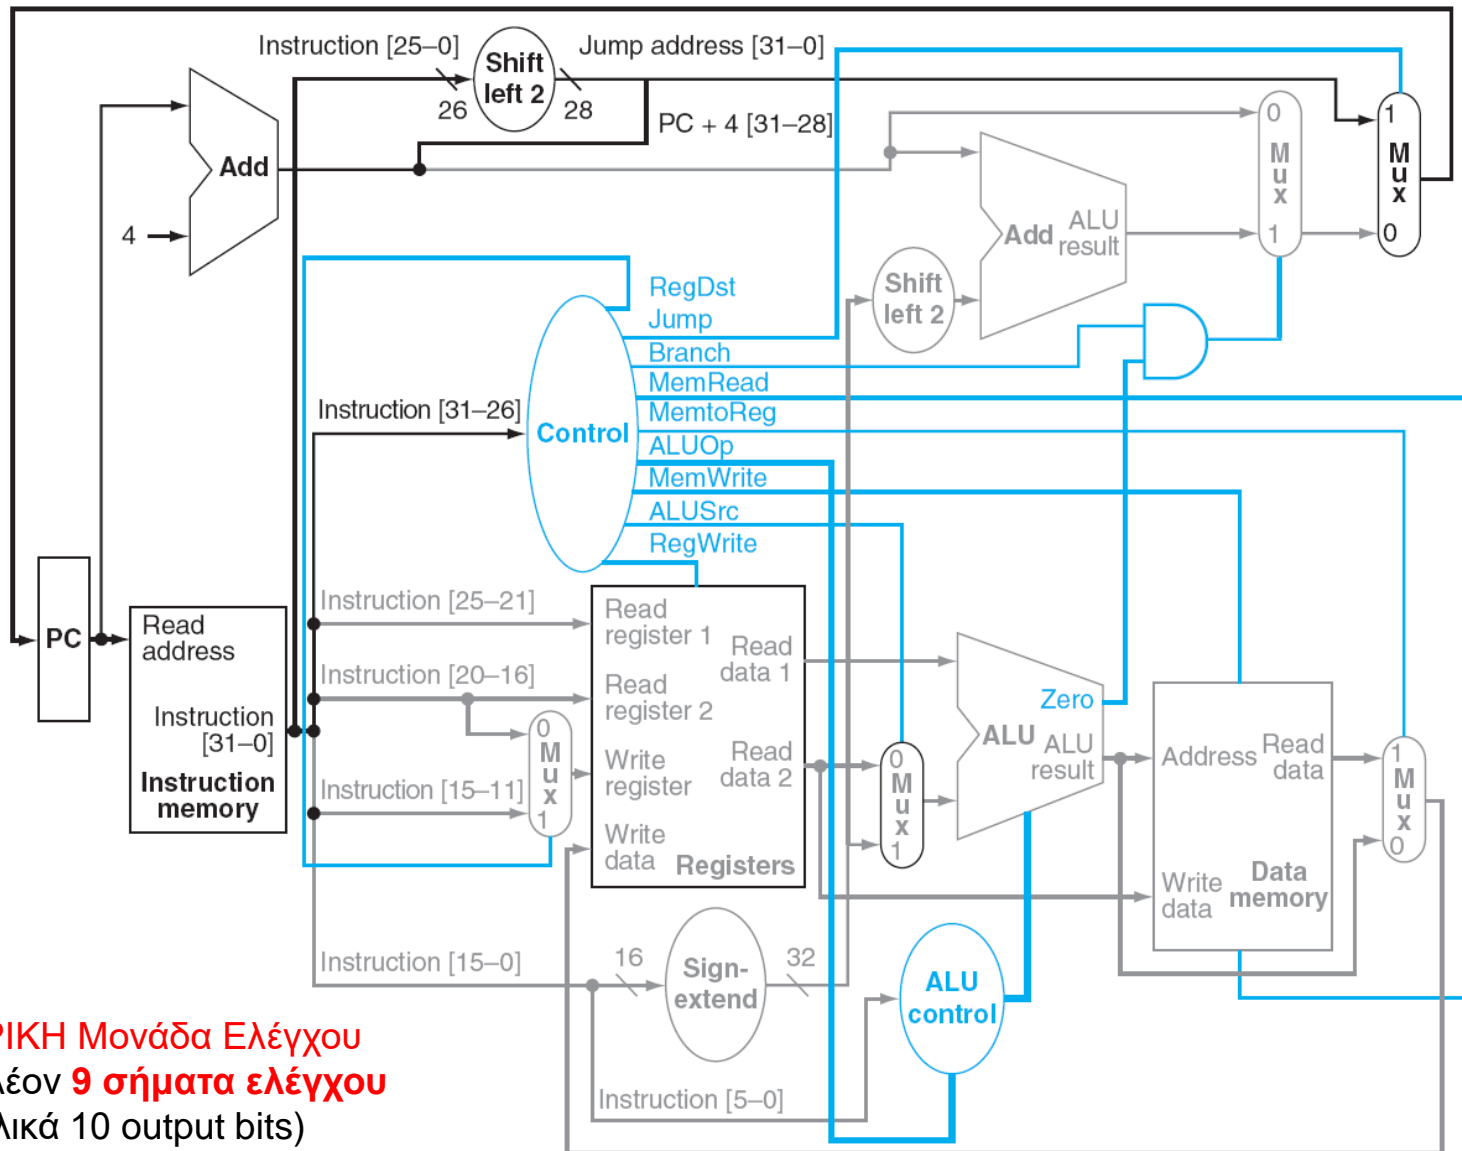 Instruction [25–0]
Shift
left 2
Jump address [31–0]
26
28
PC + 4 [31–28]
Add
4
0
M
u
x
1
1
M
u
x
0
Add
ALU
result
Shift
left 2
RegDst
Jump
Branch
MemRead
MemtoReg
ALUOp
MemWrite
ALUSrc
RegWrite
Instruction [31–26]
Control
PC
Read
address
Instruction
[31–0]
Instruction
memory
Instruction [25–21]
Instruction [20–16]
Instruction [15–11]
0
M
u
x
1
Read
register 1
Read
register 2
Write
register
Write
data
Read
data 1
Read
data 2
Registers
0
M
u
x
1
Zero
ALU
ALU
result
Address
Read
data
Write
data
Data
memory
1
M
u
x
0
Instruction [15–0]
16
Sign-
extend
32
ALU
control
Instruction [5–0]
ΡΙΚΗ Μονάδα Ελέγχου
λέον 9 σήματα ελέγχου
λικά 10 output bits)